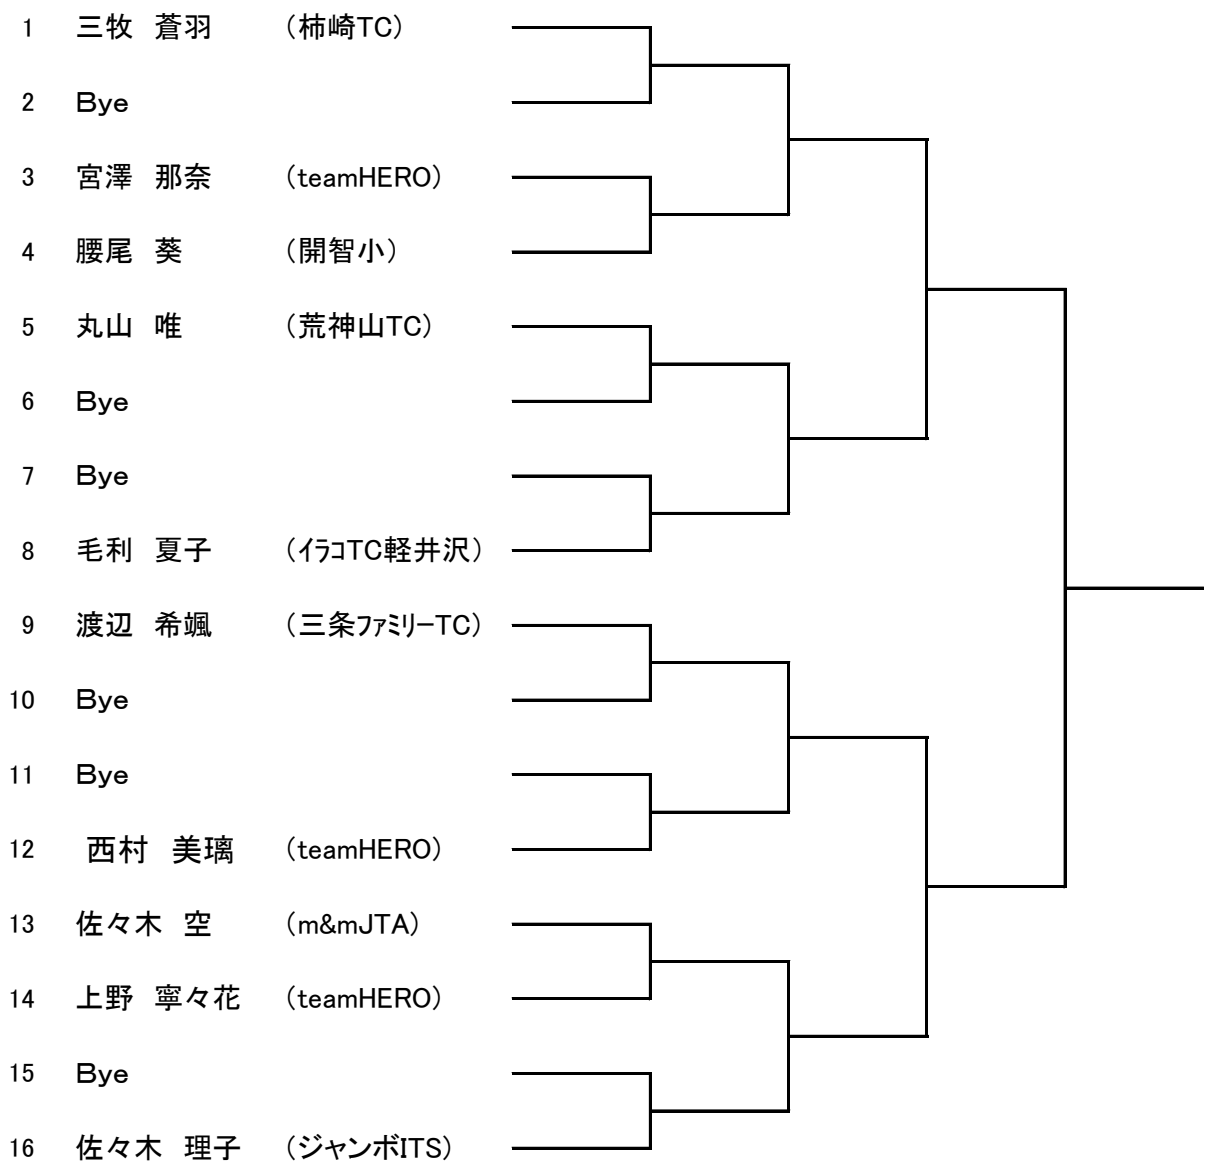 1 三牧　蒼羽 （柿崎TC）
2 Bye
3 宮澤　那奈 （teamHERO）
4 腰尾　葵 （開智小）
5 丸山　唯 （荒神山TC）
6 Bye
7 Bye
8 毛利　夏子 （ｲﾗｺTC軽井沢）
9 渡辺　希颯 （三条ﾌｧﾐﾘｰTC）
10 Bye
11 Bye
12 西村　美璃 （teamHERO）
13 佐々木　空 （m&mJTA）
14 上野　寧々花 （teamHERO）
15 Bye
16 佐々木　理子 （ジャンボITS）